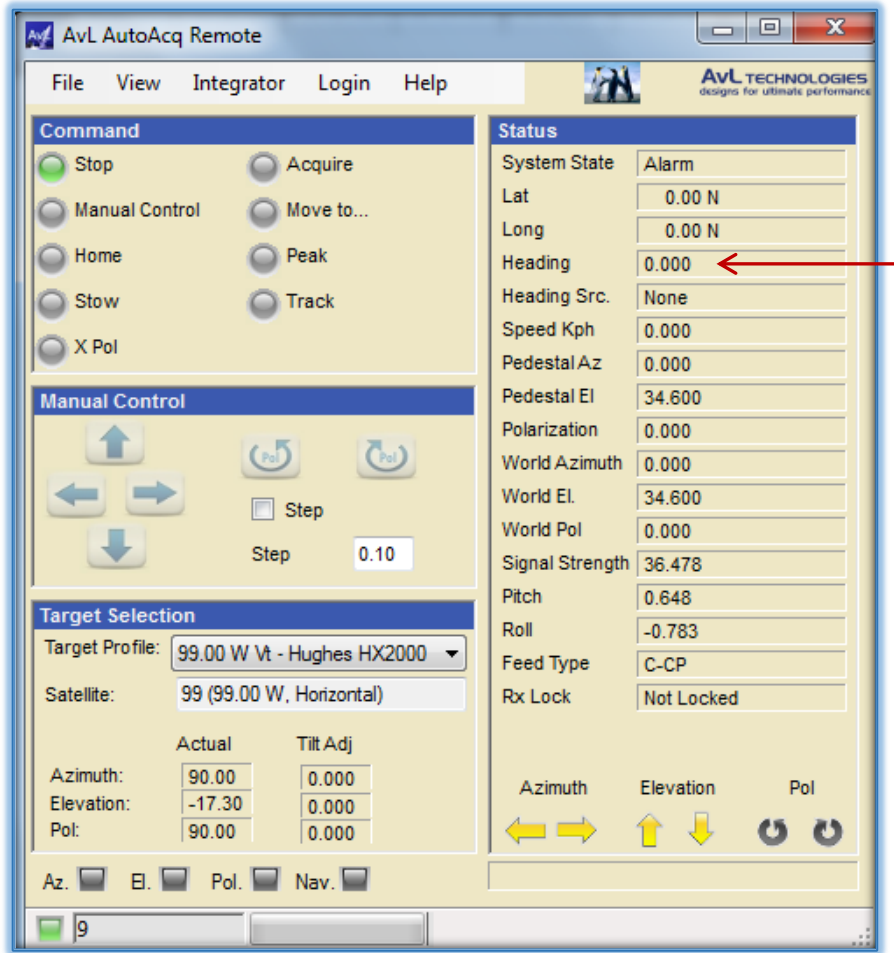 AvL AutoAcq Remote
File View Integrator Login Help
AvL TECHNOLOGIES
designs for ultimate performance
Command
Stop Acquire
Manual Control Move to...
Home Peak
Stow Track
X Pol
Manual Control
Pol Pol
Step
Step 0.10
Target Selection
Target Profile: 99.00 W Vt - Hughes HX2000
Satellite: 99 (99.00 W, Horizontal)
Actual Tilt Adj
Azimuth: 90.00 0.000
Elevation: -17.30 0.000
Pol: 90.00 0.000
Az. El. Pol. Nav.
9
Status
System State Alarm
Lat 0.00 N
Long 0.00 N
Heading 0.000
Heading Src. None
Speed Kph 0.000
Pedestal Az 0.000
Pedestal El 34.600
Polarization 0.000
World Azimuth 0.000
World El. 34.600
World Pol 0.000
Signal Strength 36.478
Pitch 0.648
Roll -0.783
Feed Type C-CP
Rx Lock Not Locked
Azimuth Elevation Pol